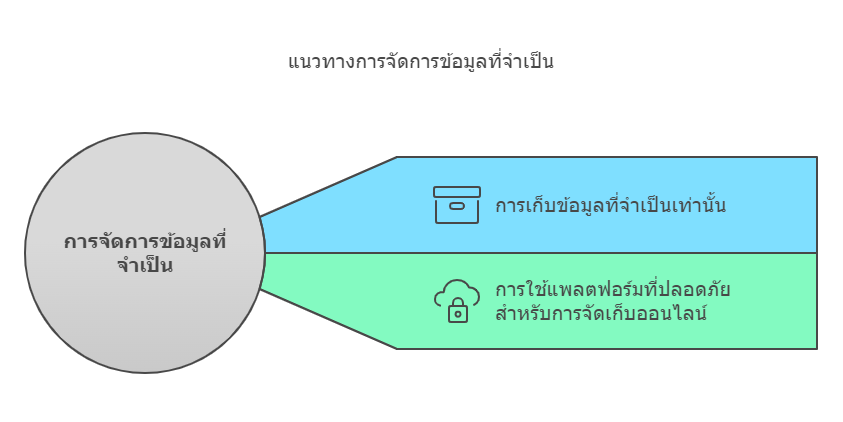 แนวทางการจัดการข้อมูลที่จำเป็น
การจัดการข้อมูลที่
จำเป็น
การเก็บข้อมูลที่จำเป็นเท่านั้น
การใช้แพลตฟอร์มที่ปลอดภัย
สำหรับการจัดเก็บออนไลน์